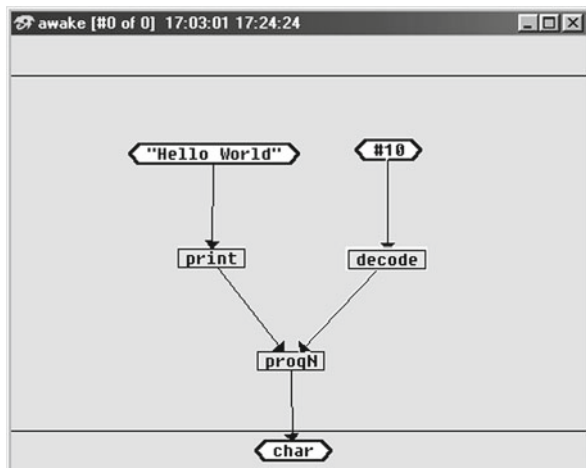 awake [#0 of 0] 17:03:01 17:24:24
"Hello World"
#10
print
decode
progN
char